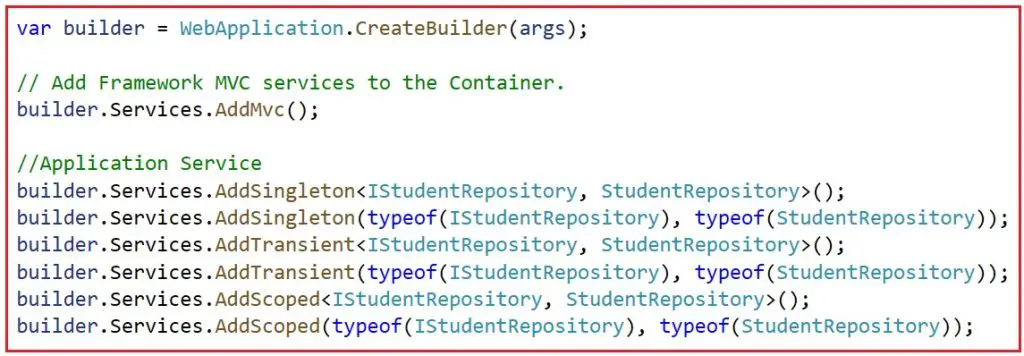 var builder = WebApplication.CreateBuilder(args);
// Add Framework MVC services to the Container.
builder.Services.AddMvc();
//Application Service
builder.Services.AddSingleton<IStudentRepository, StudentRepository>();
builder.Services.AddSingleton(typeof(IStudentRepository), typeof(StudentRepository));
builder.Services.AddTransient<IStudentRepository, StudentRepository>();
builder.Services.AddTransient(typeof(IStudentRepository), typeof(StudentRepository));
builder.Services.AddScoped<IStudentRepository, StudentRepository>();
builder.Services.AddScoped(typeof(IStudentRepository), typeof(StudentRepository));